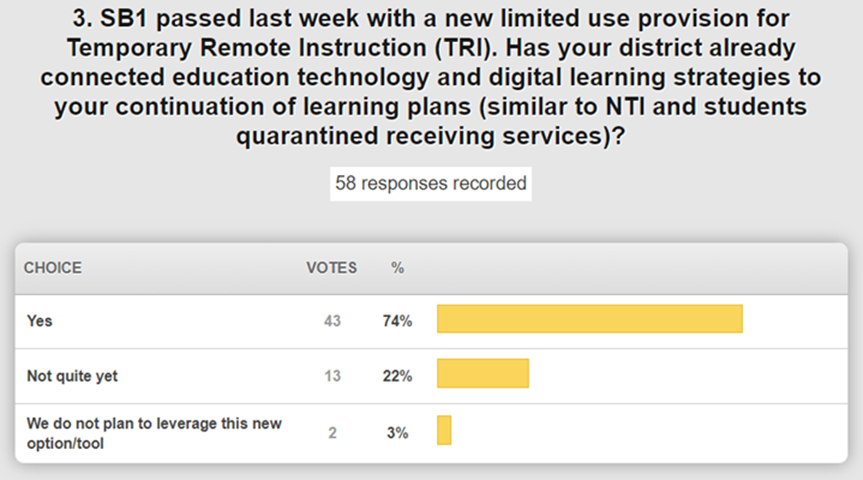 3. SB1 passed last week with a new limited use provision for
Temporary Remote Instruction (TRI). Has your district already
connected education technology and digital learning strategies to
your continuation of learning plans (similar to NTI and students
quarantined receiving services)?
58 responses recorded
CHOICE VOTES %
Yes 43 74%
Not quite yet 13 22%
We do not plan to leverage this new
option/tool 2 3%